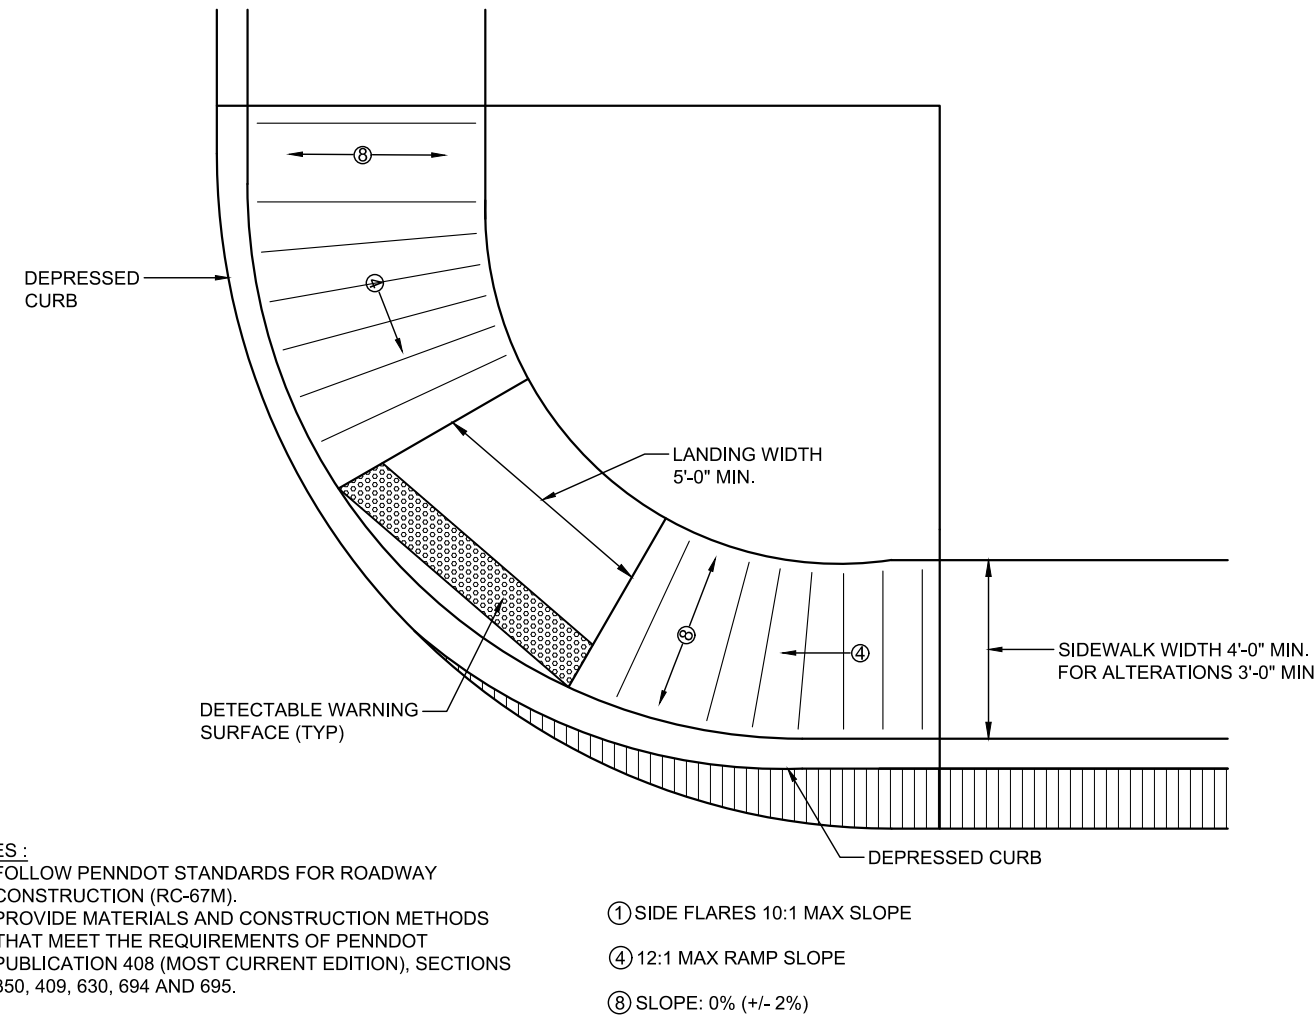 8
DEPRESSED
CURB
4
LANDING WIDTH
5'-0" MIN.
8
4
SIDEWALK WIDTH 4'-0" MIN.
FOR ALTERATIONS 3'-0" MIN
DETECTABLE WARNING
SURFACE (TYP)
DEPRESSED CURB
ES :
FOLLOW PENNDOT STANDARDS FOR ROADWAY
CONSTRUCTION (RC-67M).
PROVIDE MATERIALS AND CONSTRUCTION METHODS
THAT MEET THE REQUIREMENTS OF PENNDOT
PUBLICATION 408 (MOST CURRENT EDITION), SECTIONS
350, 409, 630, 694 AND 695.
1 SIDE FLARES 10:1 MAX SLOPE
4 12:1 MAX RAMP SLOPE
8 SLOPE: 0% (+/- 2%)